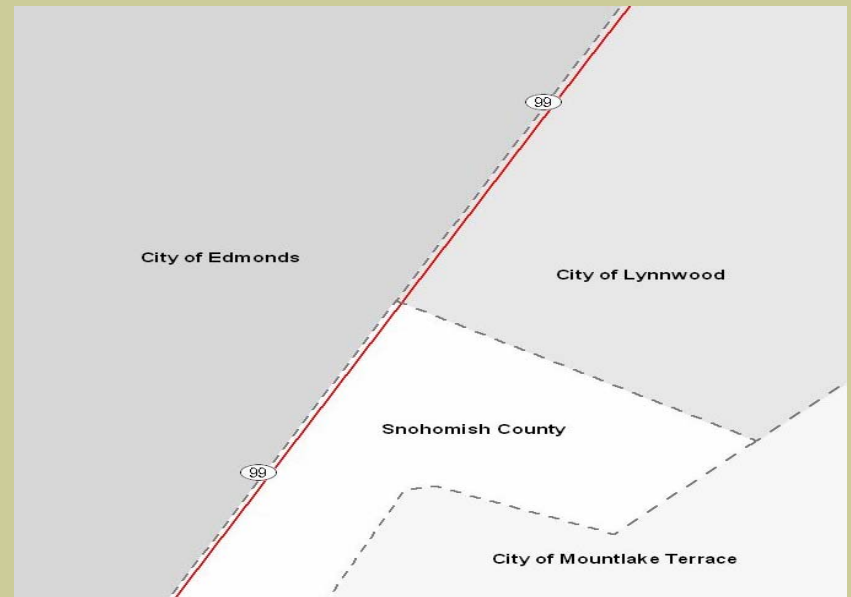 99
City of Edmonds
City of Lynnwood
Snohomish County
99
City of Mountlake Terrace